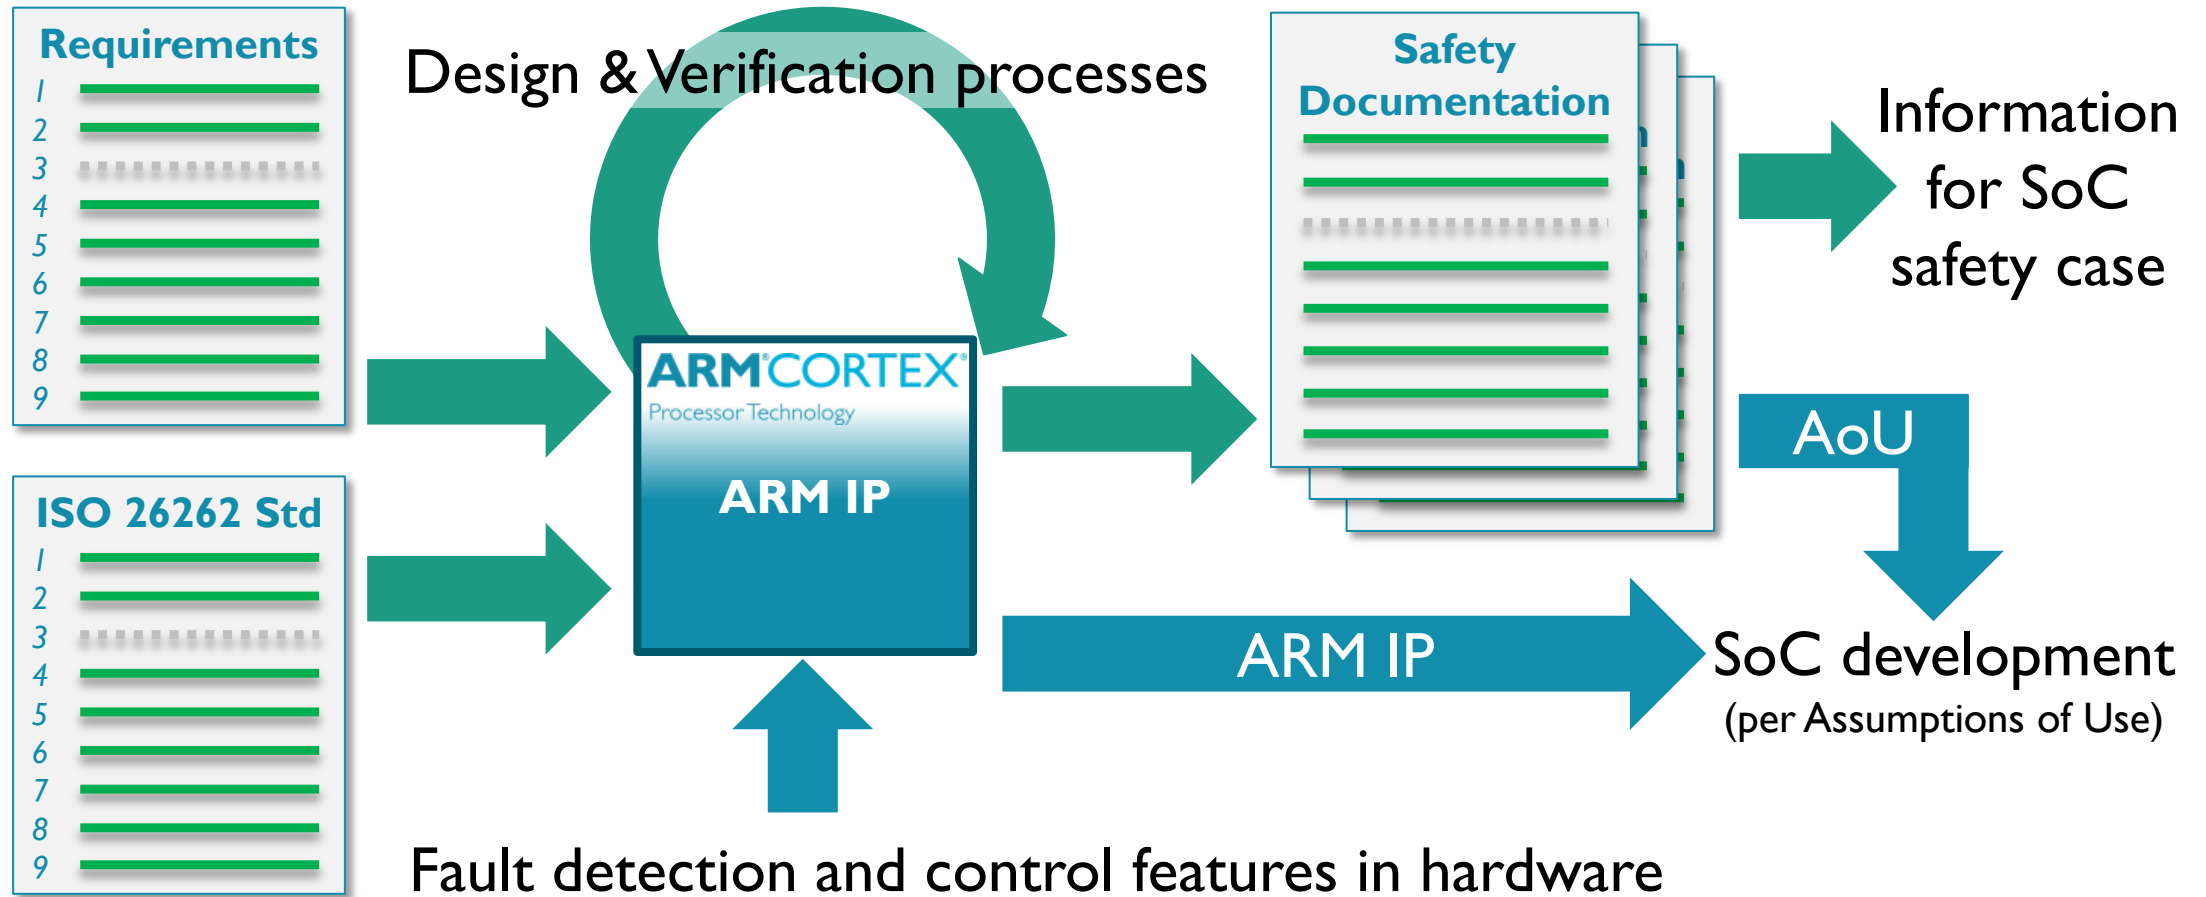 Requirements
1
2
3
4
5
6
7
8
9
ISO 26262 Std
1
2
3
4
5
6
7
8
9
Design & Verification processes
ARM®CORTEX®
Processor Technology
ARM IP
Fault detection and control features in hardware
Safety
Documentation
n
n
Information
for SoC
safety case
AoU
ARM IP
SoC development
(per Assumptions of Use)